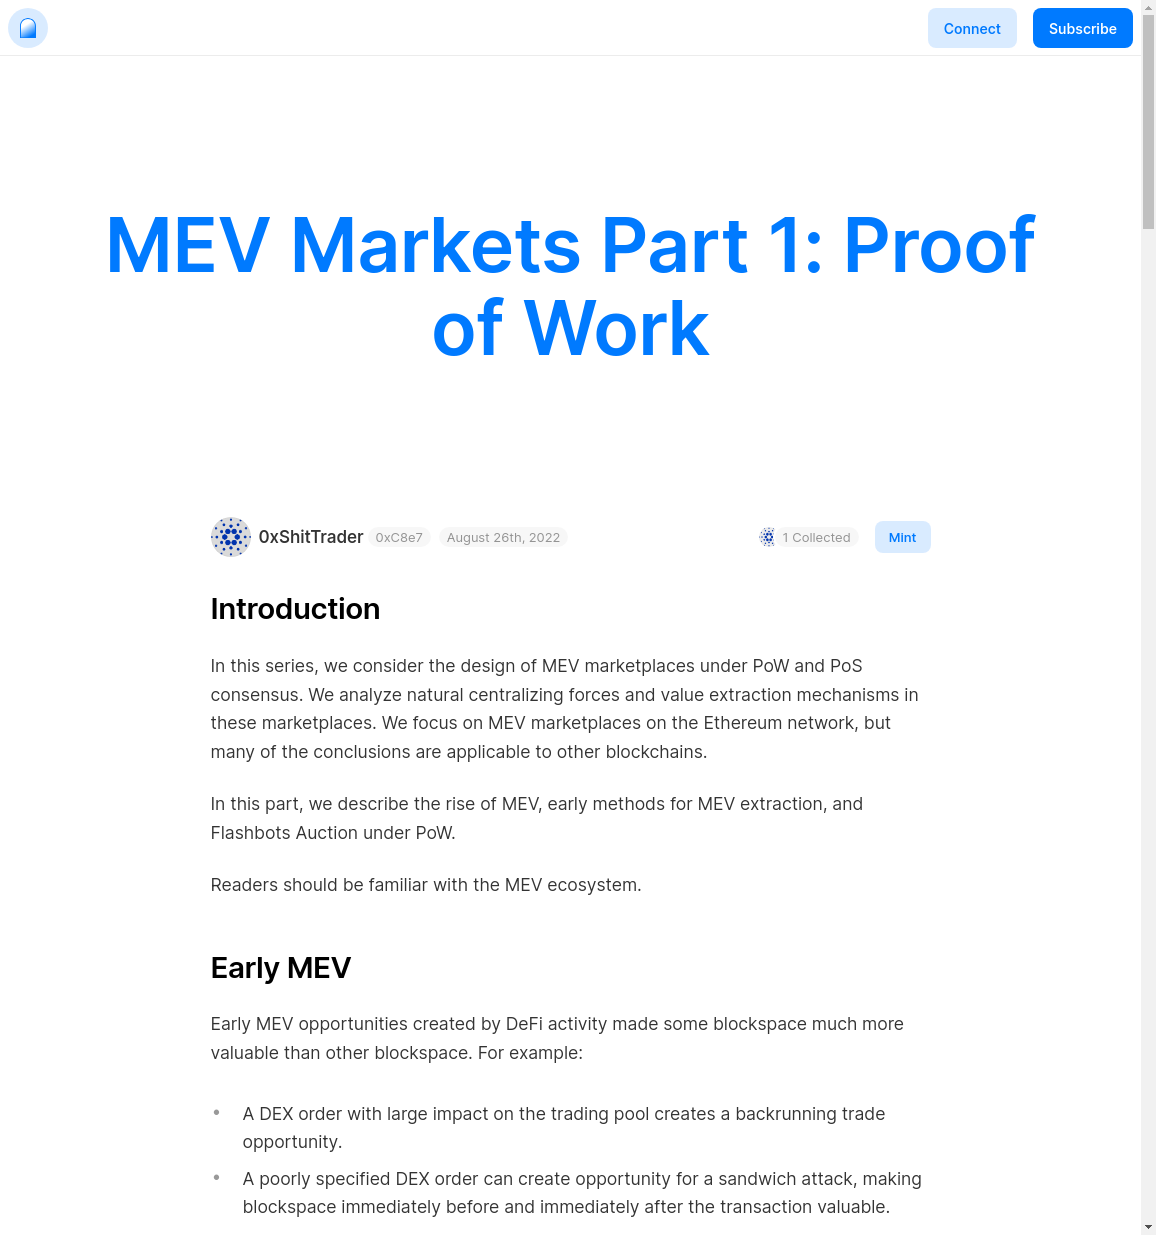 Connect
Subscribe
MEV Markets Part 1: Proof
of Work
0xShitTrader
0xC8e7
August 26th, 2022
1 Collected
Mint
Introduction
In this series, we consider the design of MEV marketplaces under PoW and PoS
consensus. We analyze natural centralizing forces and value extraction mechanisms in
these marketplaces. We focus on MEV marketplaces on the Ethereum network, but
many of the conclusions are applicable to other blockchains.
In this part, we describe the rise of MEV, early methods for MEV extraction, and
Flashbots Auction under PoW.
Readers should be familiar with the MEV ecosystem.
Early MEV
Early MEV opportunities created by DeFi activity made some blockspace much more
valuable than other blockspace. For example:
• A DEX order with large impact on the trading pool creates a backrunning trade
opportunity.
• A poorly specified DEX order can create opportunity for a sandwich attack, making
blockspace immediately before and immediately after the transaction valuable.